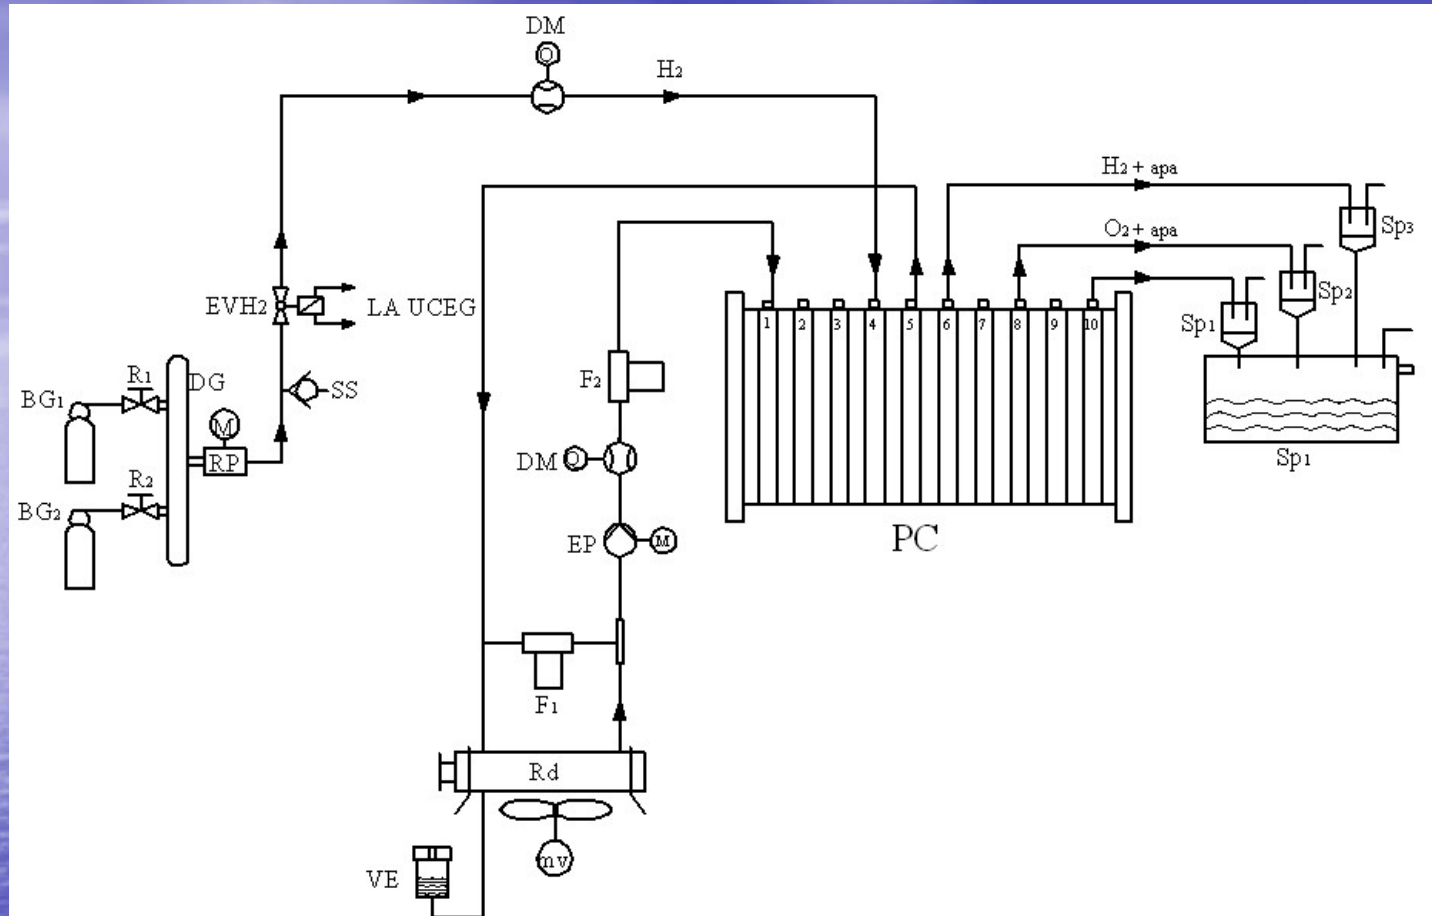 DM
Q
H₂
H₂ + apa
Sp₃
O₂ + apa
Sp₂
EVH₂
LA UCEG
Sp₁
1 2 3 4 5 6 7 8 9 10
R₁
DG
BG₁
SS
F₂
M
RP
DM Q
Sp₁
R₂
BG₂
EP
M
PC
F₁
Rd
mv
VE